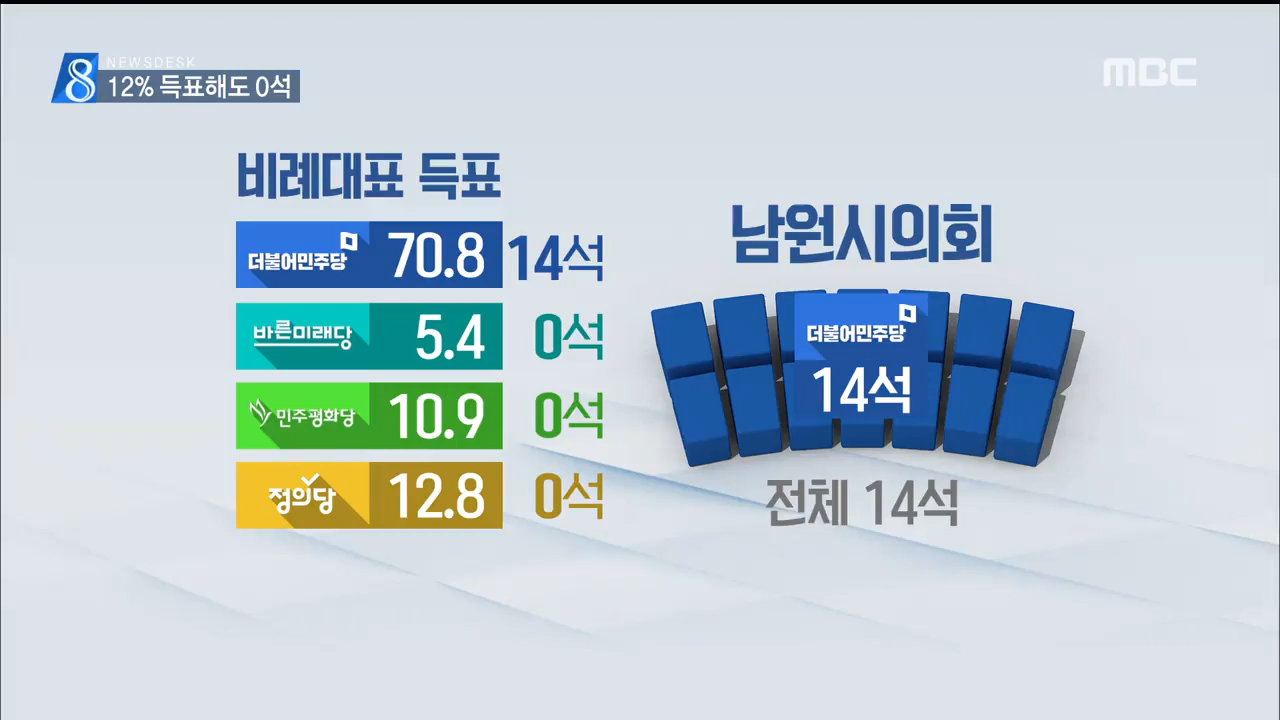 NEWSDESK
8 12% 득표해도 0석
MBC
비례대표 득표
더불어민주당 70.8 14석
바른미래당 5.4 0석
민주평화당 10.9 0석
정의당 12.8 0석
남원시의회
더불어민주당
14석
전체 14석